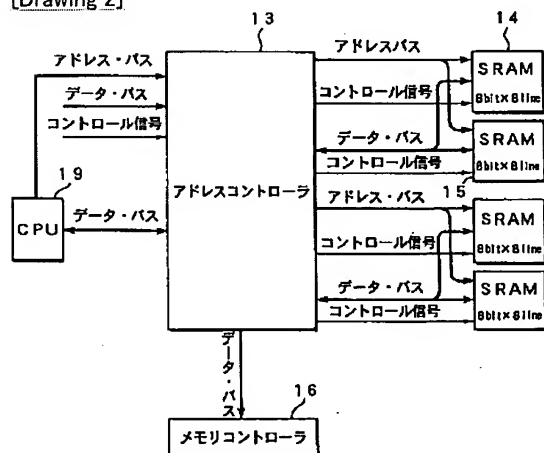 [Drawing 2]
13
14
アドレス・バス
データ・バス
コントロール信号
19
CPU
データ・バス
アドレスコントローラ
アドレスバス
コントロール信号
データ・バス
コントロール信号
15
アドレス・バス
コントロール信号
データ・バス
コントロール信号
SRAM
8bit×8line
SRAM
8bit×8line
SRAM
8bit×8line
SRAM
8bit×8line
データ・バス
16
メモリコントローラ